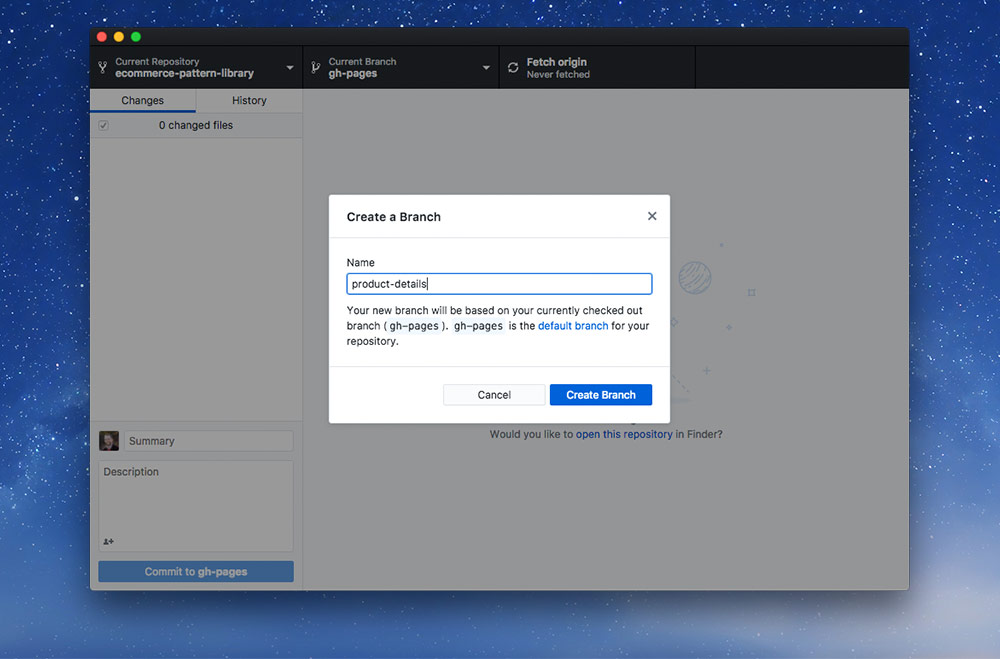 Current Repository
ecommerce-pattern-library
Current Branch
gh-pages
Fetch origin
Never fetched
Changes
History
0 changed files
Create a Branch
Name
product-details
Your new branch will be based on your currently checked out
branch (gh-pages). gh-pages is the default branch for your
repository.
Cancel
Create Branch
Would you like to open this repository in Finder?
Summary
Description
Commit to gh-pages